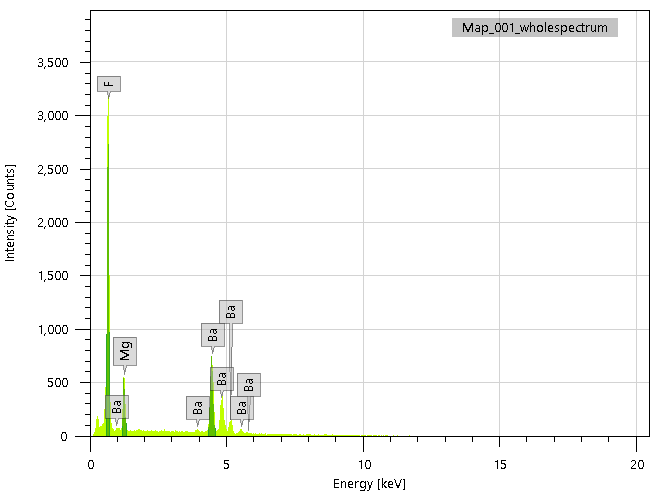 Map_001_wholespectrum
3,500
3,000
2,500
2,000
1,500
1,000
500
0
Intensity [Counts]
F
Ba
Mg
Ba
Ba
Ba
Ba
Ba
Ba
0
5
10
15
20
Energy [keV]